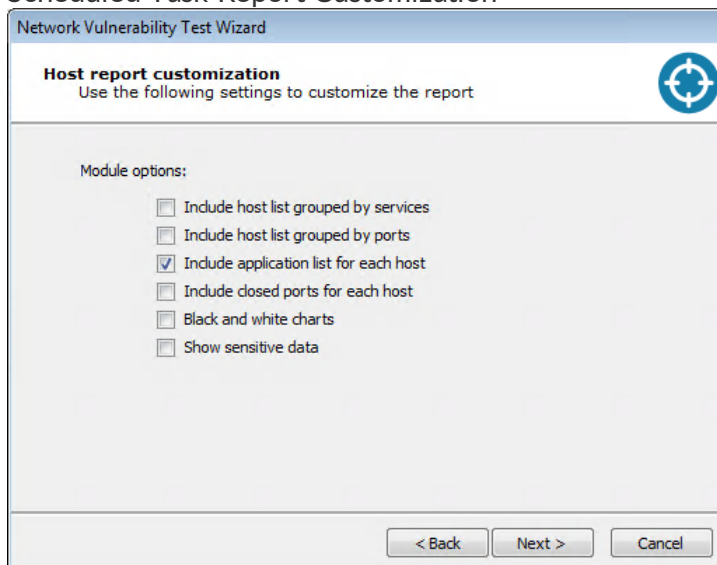 Scheduled Task Report Customization
Network Vulnerability Test Wizard
Host report customization
Use the following settings to customize the report
Module options:
Include host list grouped by services
Include host list grouped by ports
Include application list for each host
Include closed ports for each host
Black and white charts
Show sensitive data
< Back
Next >
Cancel